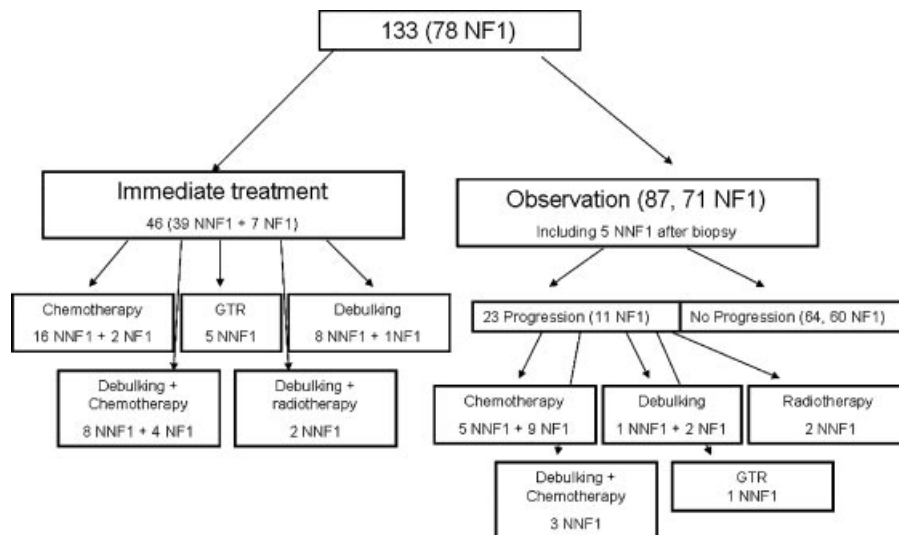 133 (78 NF1)
Immediate treatment
46 (39 NNF1 + 7 NF1)
Observation (87, 71 NF1)
Including 5 NNF1 after biopsy
Chemotherapy
16 NNF1 + 2 NF1
GTR
5 NNF1
Debulking
8 NNF1 + 1NF1
Debulking +
Chemotherapy
8 NNF1 + 4 NF1
Debulking +
radiotherapy
2 NNF1
23 Progression (11 NF1)
No Progression (64, 60 NF1)
Chemotherapy
5 NNF1 + 9 NF1
Debulking
1 NNF1 + 2 NF1
Radiotherapy
2 NNF1
Debulking +
Chemotherapy
3 NNF1
GTR
1 NNF1